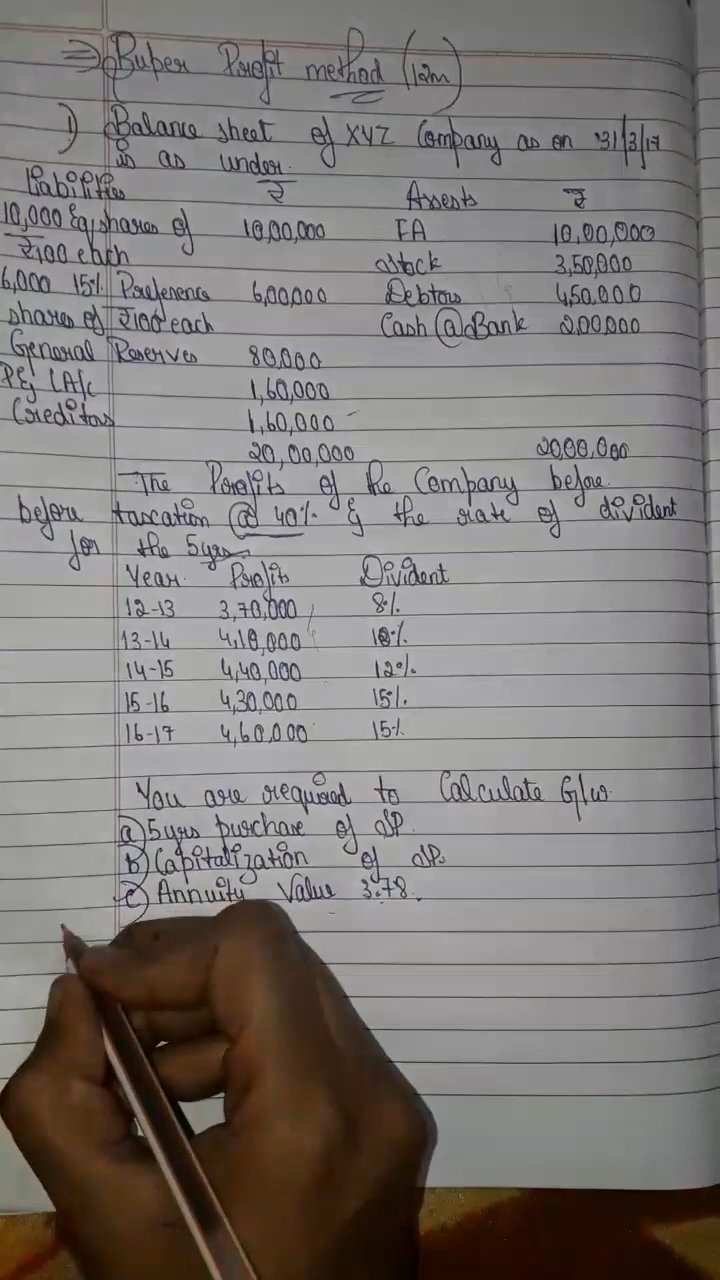 ⇒ Super Profit method (12m)
1) Balance sheet of XYZ Company as on 31/3/17
is as under.
Liabilities ₹ Assests ₹
10,000 Eq, shares of 10,00,000 FA 10,00,000
₹100 each Stock 3,50,000
6,000 15% Preference 6,00,000 Debtors 4,50,000
shares of ₹100 each Cash @ Bank 2,00,000
General Reserves 80,000
P & L A/c 1,60,000
Creditors 1,60,000
20,00,000 20,00,000
The Profits of the Company before
before taxcation @ 40% & the rate of divident
for the 5yrs
Year Profits Divident
12-13 3,70,000 8%
13-14 4,10,000 10%
14-15 4,40,000 12%
15-16 4,30,000 15%
16-17 4,60,000 15%
You are required to Calculate G/w
a) 5yrs purchase of SP.
b) Capitalization of SP.
c) Annuity Value 3.78.